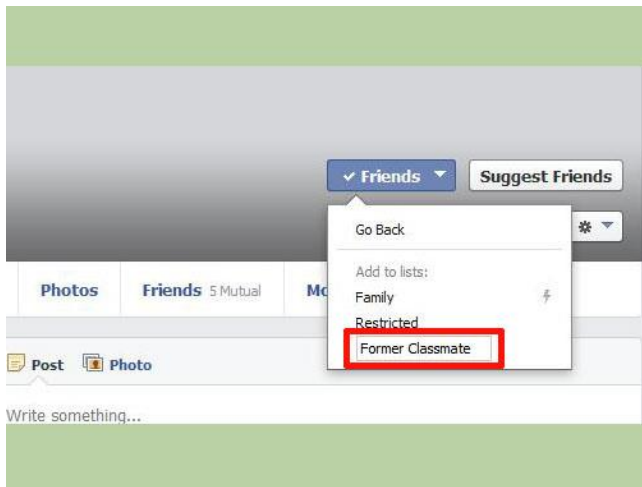 ✓ Friends
Suggest Friends
Go Back
Add to lists:
Family
Restricted
Former Classmate
Photos
Friends 5 Mutual
Post
Photo
Write something...